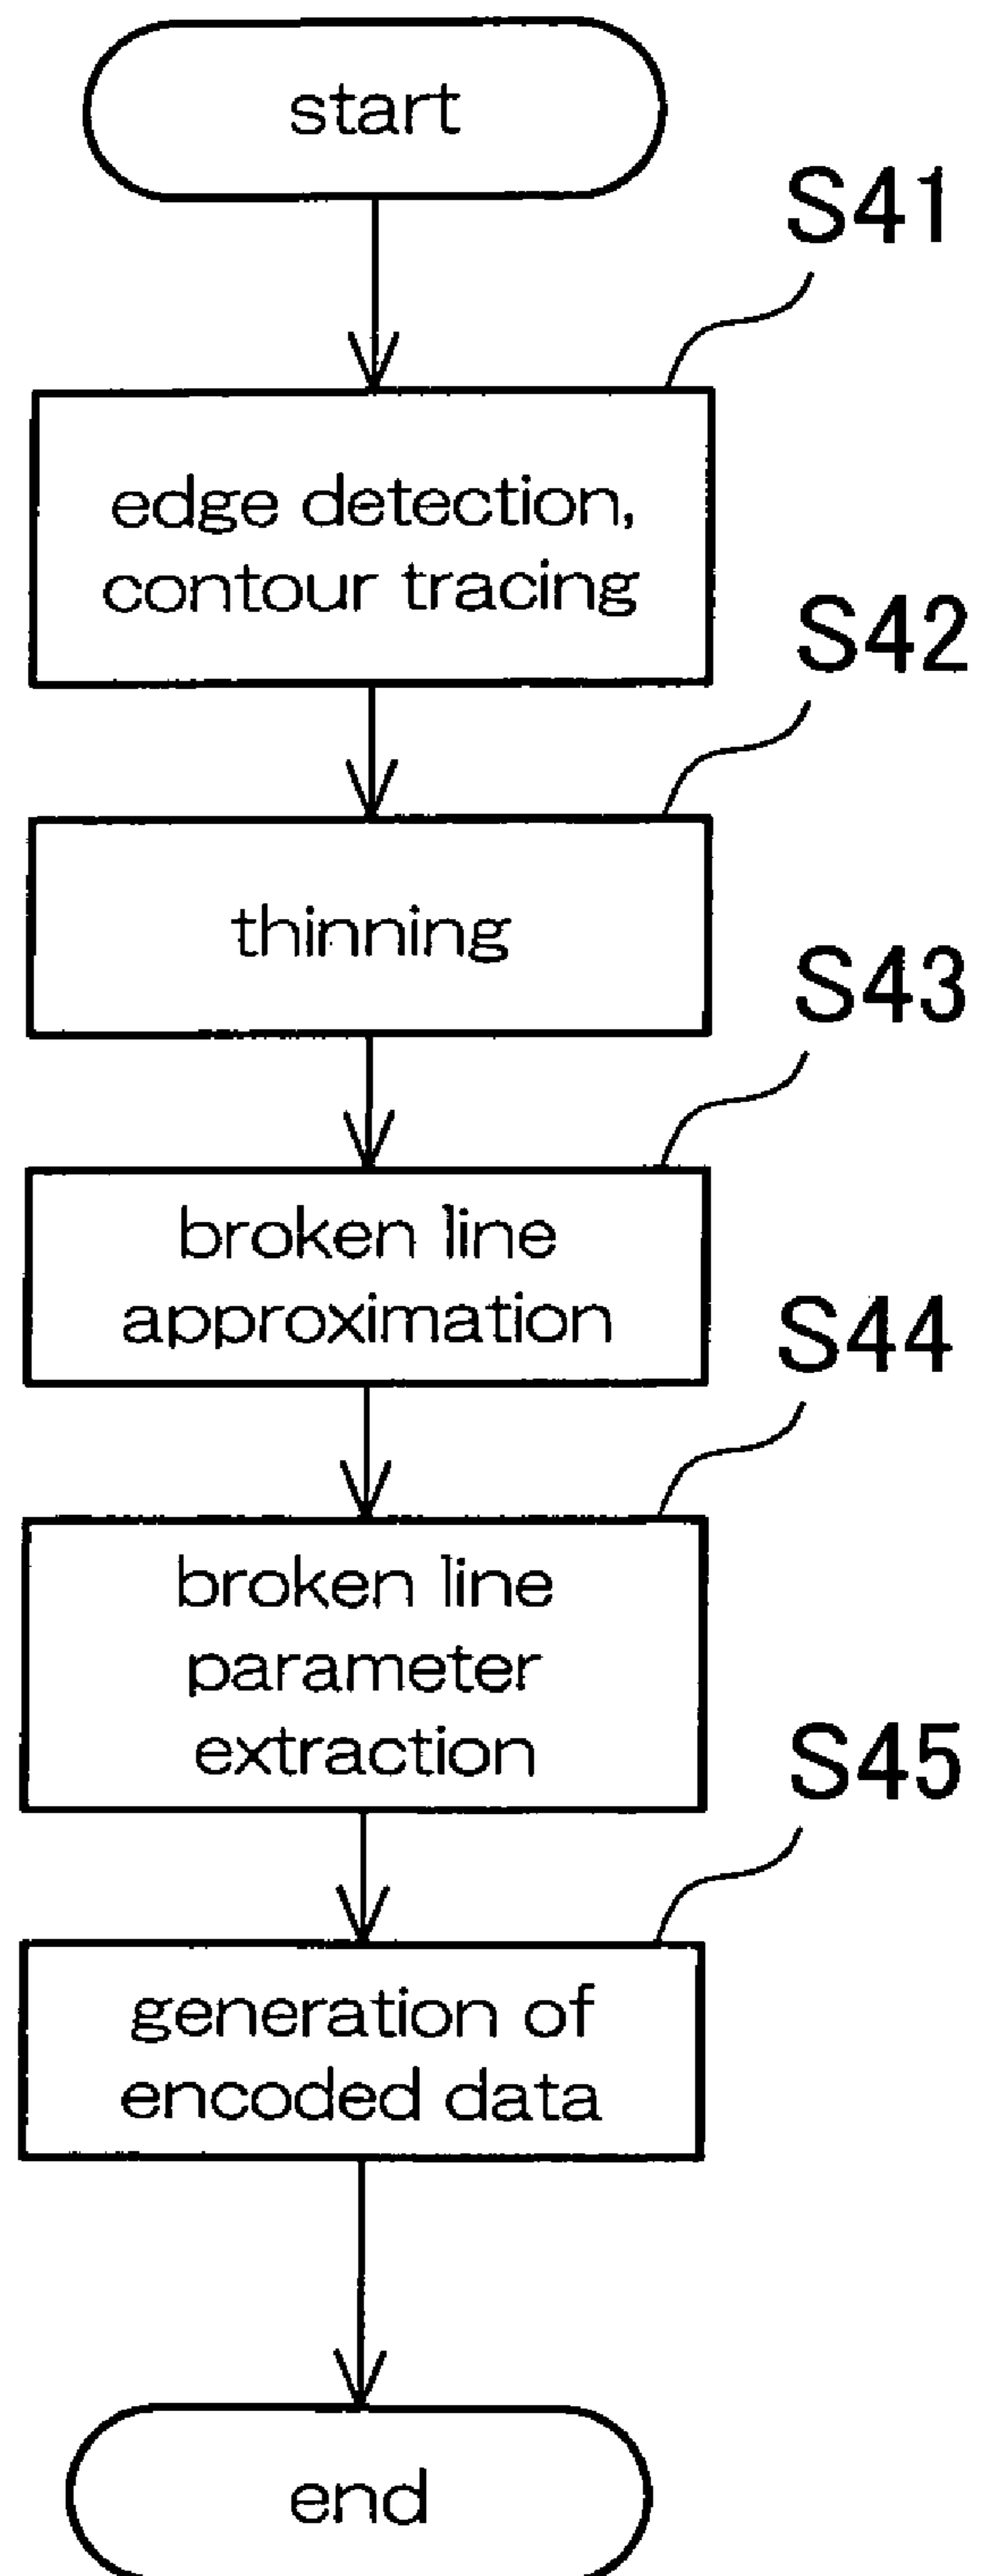 start
S41
edge detection,
contour tracing
S42
thinning
S43
broken line
approximation
S44
broken line
parameter
extraction
S45
generation of
encoded data
end